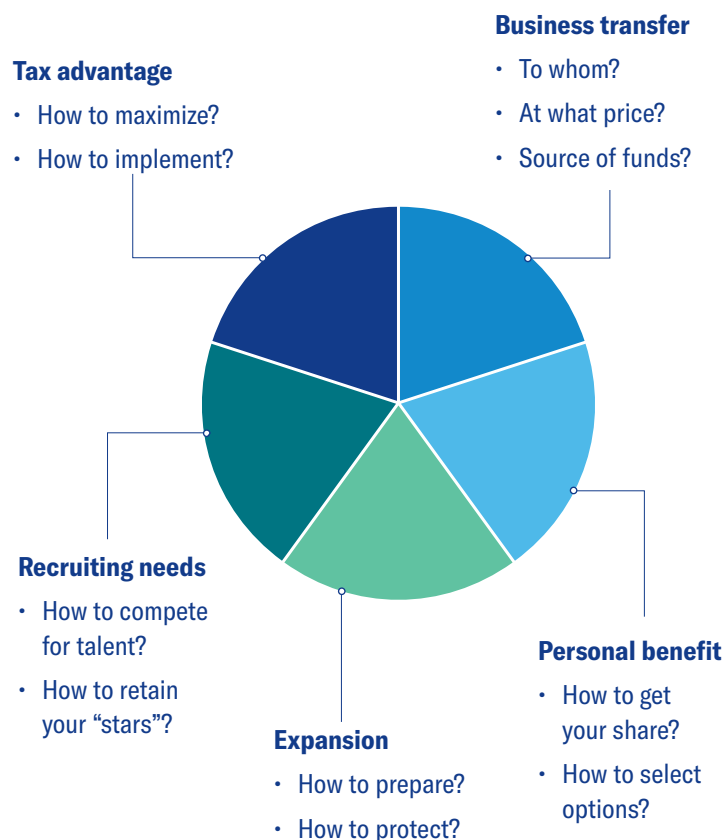 Business transfer
• To whom?
• At what price?
• Source of funds?
Tax advantage
• How to maximize?
• How to implement?
Recruiting needs
• How to compete
for talent?
• How to retain
your “stars”?
Expansion
• How to prepare?
• How to protect?
Personal benefit
• How to get
your share?
• How to select
options?